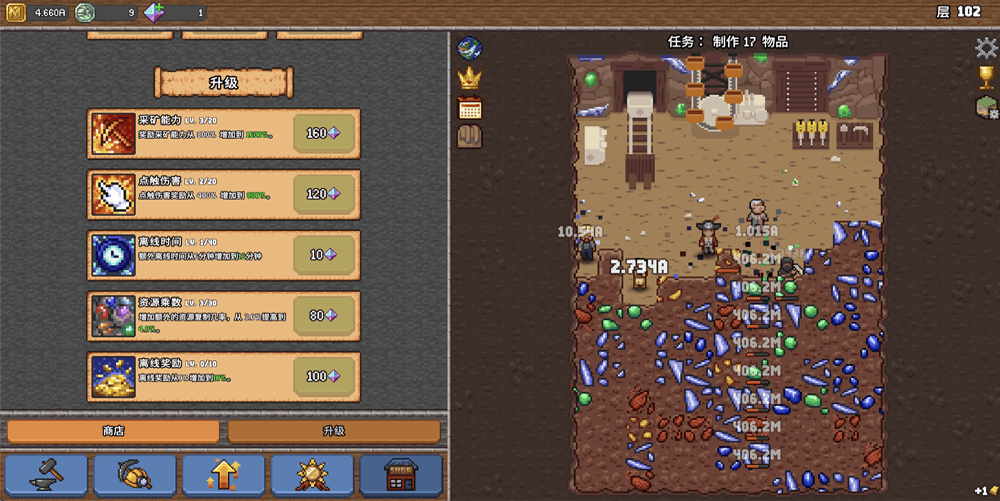 4.660A
9
1
层 102
任务: 制作 17 物品
升级
采矿能力 LV. 3/20
奖励采矿能力从 800% 增加到
160
点触伤害 LV. 2/20
点触伤害奖励从 400% 增加到 800%。
120
离线时间 LV. 1/40
额外离线时间从 5分钟增加到 分钟
10
资源乘数 LV. 3/30
增加额外的资源复制几率，从 提高到
4.0%。
80
离线奖励 LV. 0/10
离线奖励从 增加到 。
100
商店
升级
SHOP
10.54A
1.015A
2.734A
406.2M
406.2M
406.2M
406.2M
406.2M
406.2M
406.2M
406.2M
+1